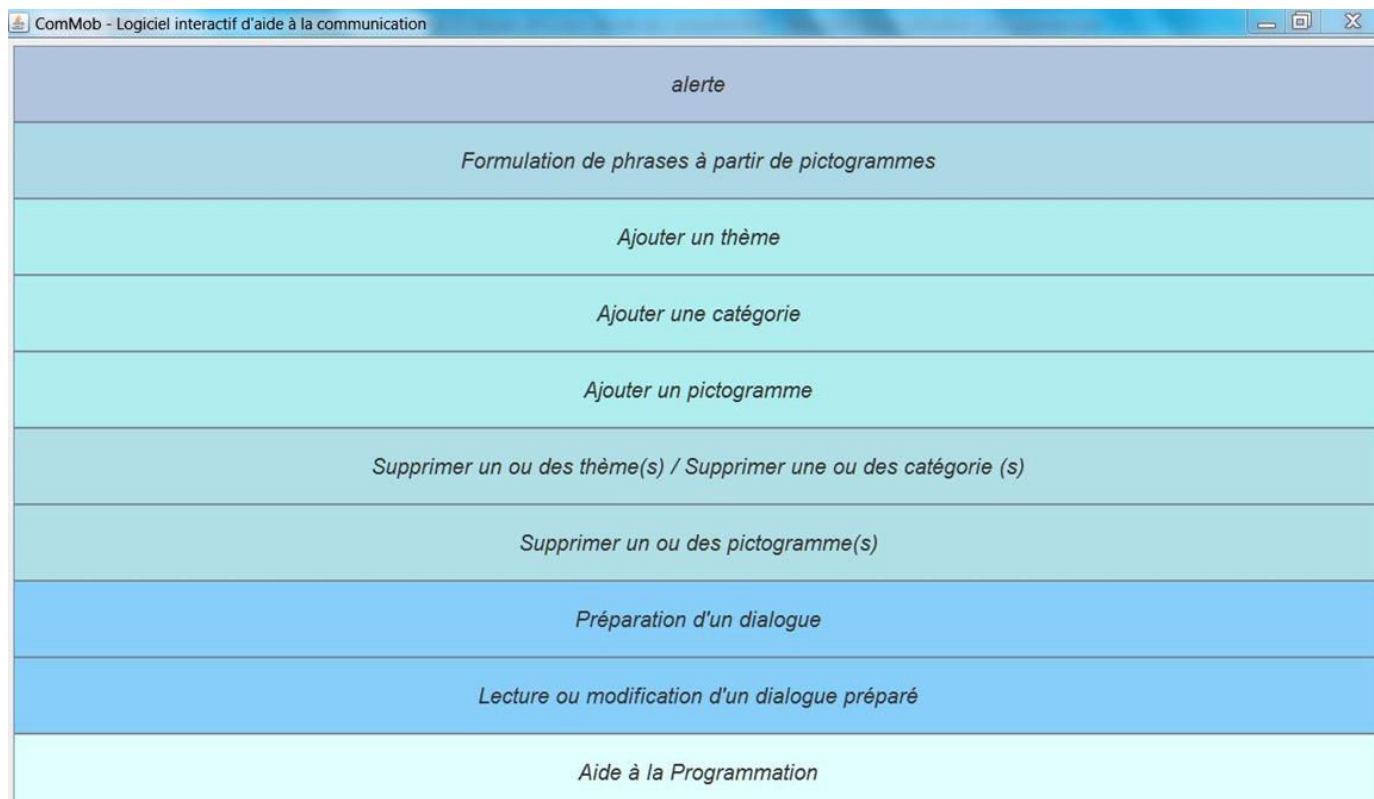 ComMob - Logiciel interactif d'aide à la communication
alerte
Formulation de phrases à partir de pictogrammes
Ajouter un thème
Ajouter une catégorie
Ajouter un pictogramme
Supprimer un ou des thème(s) / Supprimer une ou des catégorie (s)
Supprimer un ou des pictogramme(s)
Préparation d'un dialogue
Lecture ou modification d'un dialogue préparé
Aide à la Programmation